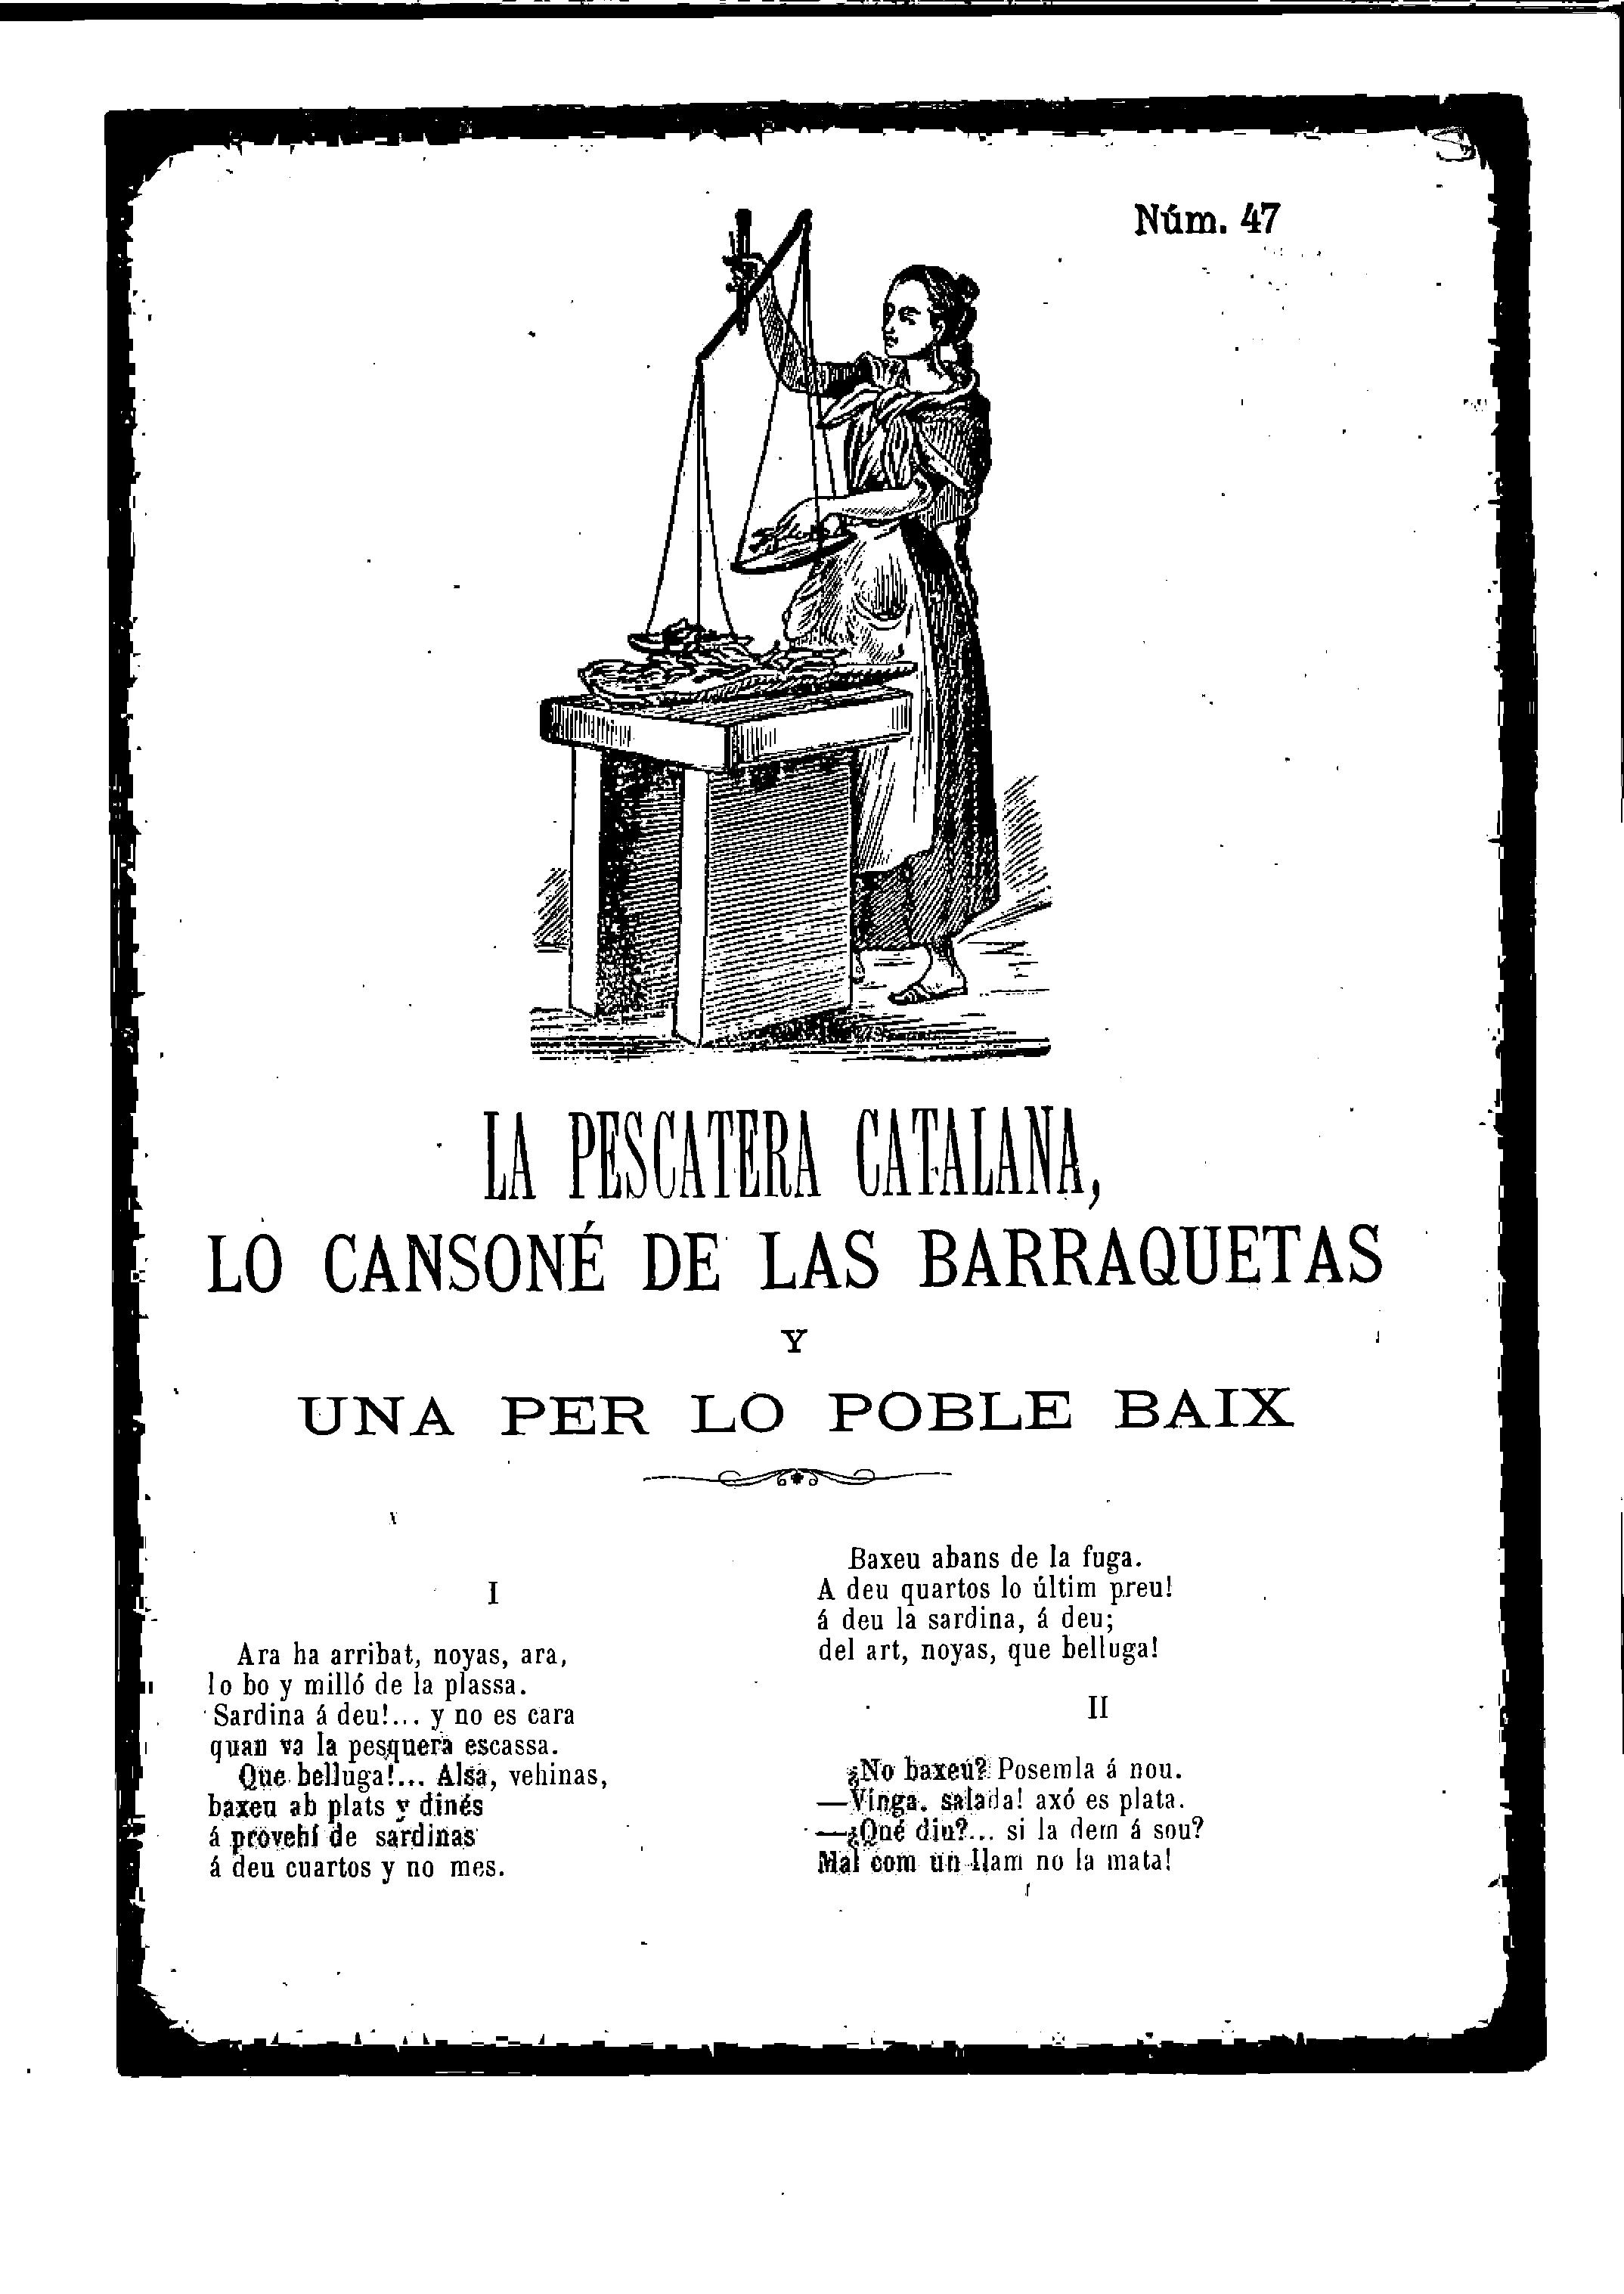 Núm. 47
LA PESCATERA CATALANA,
LO CANSONÉ DE LAS BARRAQUETAS
Y
UNA PER LO POBLE BAIX
I
Ara ha arribat, noyas, ara,
lo bo y milló de la plassa.
Sardina á deu!... y no es cara
quan va la pesquera escassa.
Que belluga!... Alsa, vehinas,
baxeu ab plats y dinés
á provehí de sardinas
á deu cuartos y no mes.
Baxeu abans de la fuga.
A deu quartos lo últim preu!
á deu la sardina, á deu;
del art, noyas, que belluga!
II
¿No baxeu? Posemla á nou.
—Vinga, salada! axó es plata.
—¿Qué diu?... si la dem á sou?
Mal com un llam no la mata!